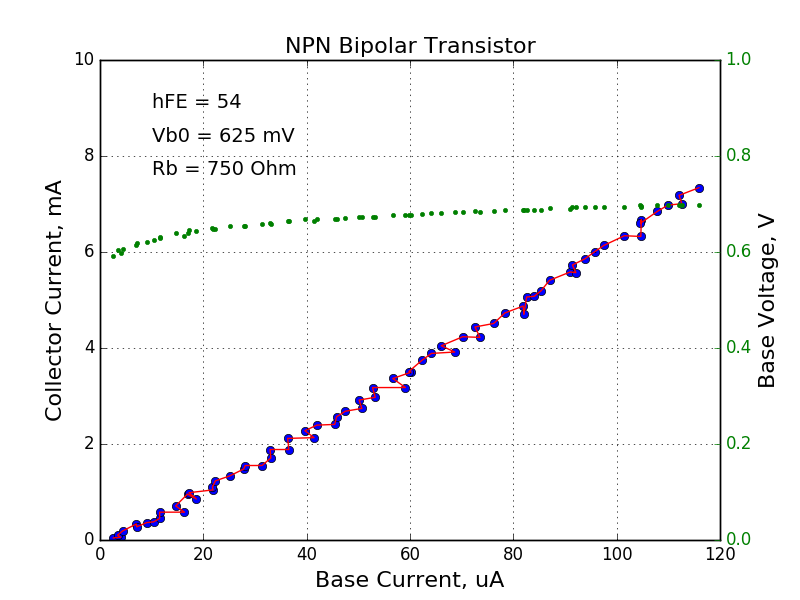 NPN Bipolar Transistor
hFE = 54
Vb0 = 625 mV
Rb = 750 Ohm
Collector Current, mA
10
8
6
4
2
0
1.0
0.8
0.6
0.4
0.2
0.0
Base Voltage, V
0 20 40 60 80 100 120
Base Current, uA